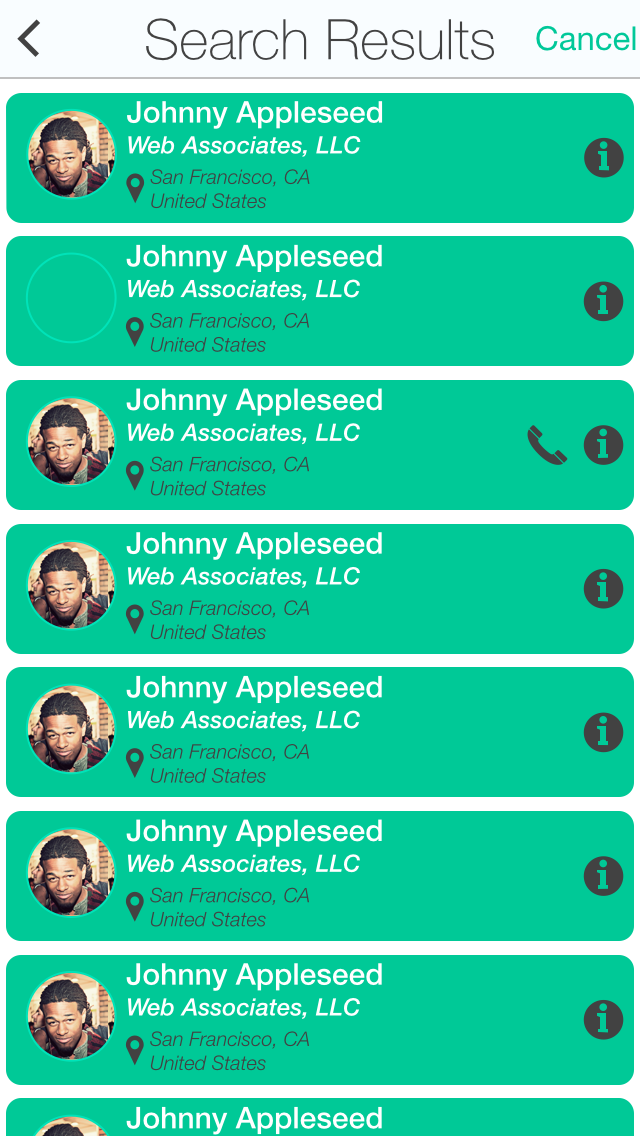 Search Results
Cancel
Johnny Appleseed
Web Associates, LLC
San Francisco, CA
United States
Johnny Appleseed
Web Associates, LLC
San Francisco, CA
United States
Johnny Appleseed
Web Associates, LLC
San Francisco, CA
United States
Johnny Appleseed
Web Associates, LLC
San Francisco, CA
United States
Johnny Appleseed
Web Associates, LLC
San Francisco, CA
United States
Johnny Appleseed
Web Associates, LLC
San Francisco, CA
United States
Johnny Appleseed
Web Associates, LLC
San Francisco, CA
United States
Johnny Appleseed